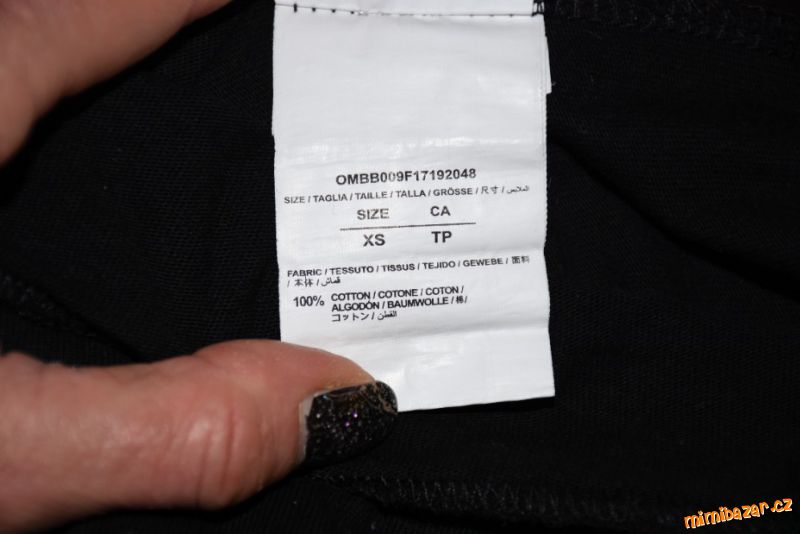 OMBB009F17192048
SIZE / TAGLIA / TAILLE / TALLA / GRÖSSE / 尺寸 / الملابس
SIZE CA
XS TP
FABRIC / TESSUTO / TISSUS / TEJIDO / GEWEBE / 面料
/ 本体 / قماش /
100% COTTON / COTONE / COTON /
ALGODÓN / BAUMWOLLE / 棉 /
コットン / القطن /
mimibazar.cz